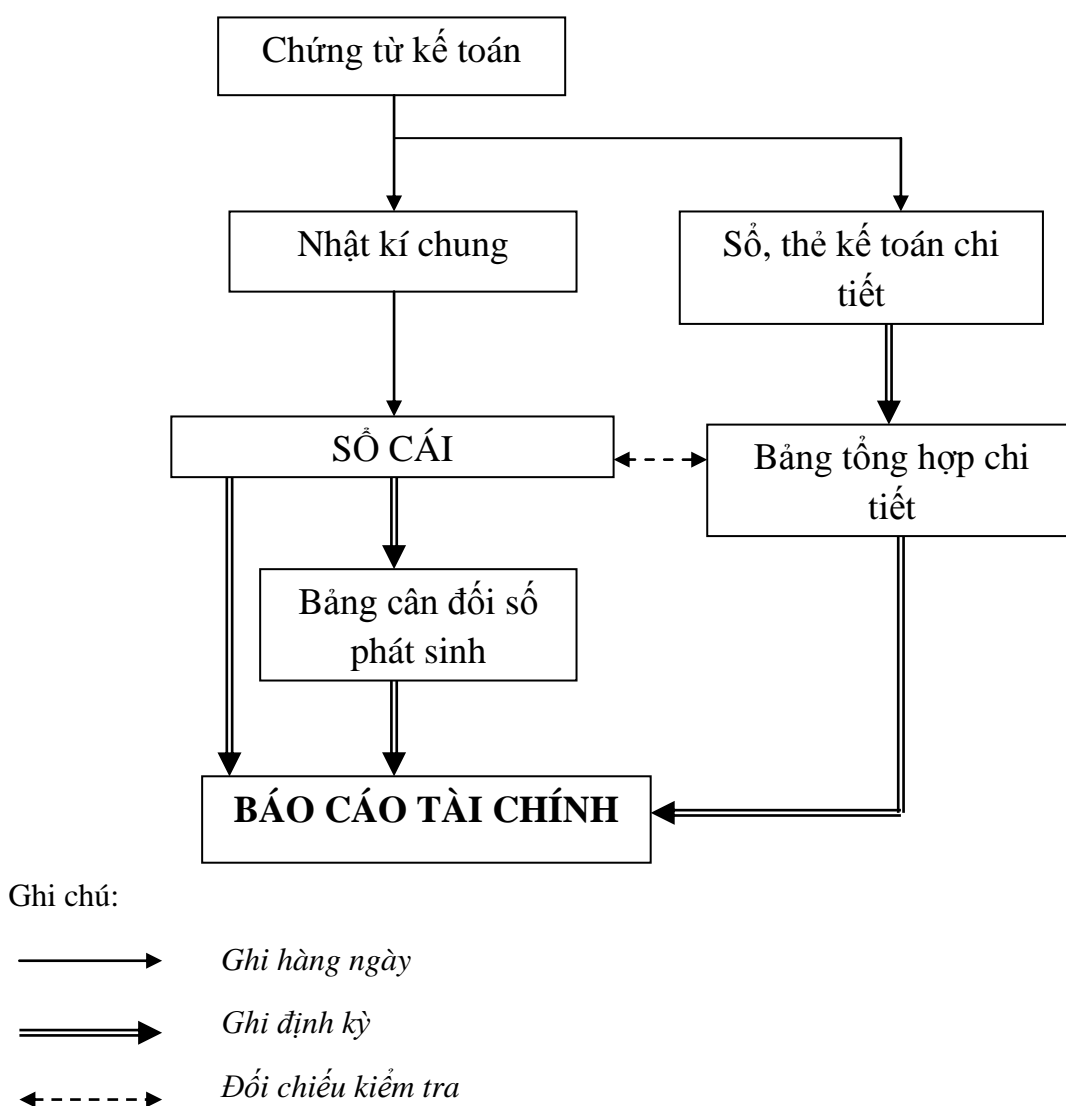 Chứng từ kế toán
Nhật kí chung
Sổ, thẻ kế toán chi
tiết
SỔ CÁI
Bảng tổng hợp chi
tiết
Bảng cân đối số
phát sinh
BÁO CÁO TÀI CHÍNH
Ghi chú:
Ghi hàng ngày
Ghi định kỳ
Đối chiếu kiểm tra